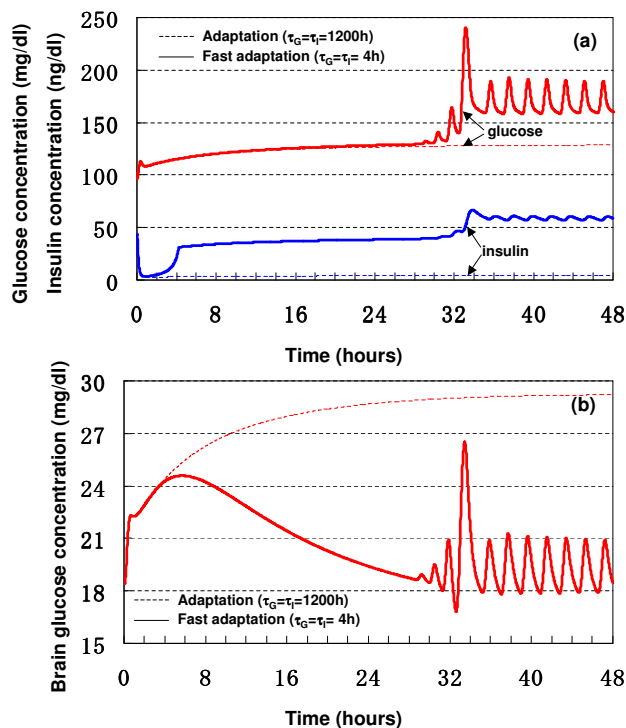 Adaptation (τG=τI=1200h)
Fast adaptation (τG=τI= 4h)
(a)
Glucose concentration (mg/dl)
Insulin concentration (ng/dl)
250
200
150
100
50
0
glucose
insulin
0 8 16 24 32 40 48
Time (hours)
(b)
Brain glucose concentration (mg/dl)
30
27
24
21
18
15
Adaptation (τG=τI=1200h)
Fast adaptation (τG=τI= 4h)
0 8 16 24 32 40 48
Time (hours)